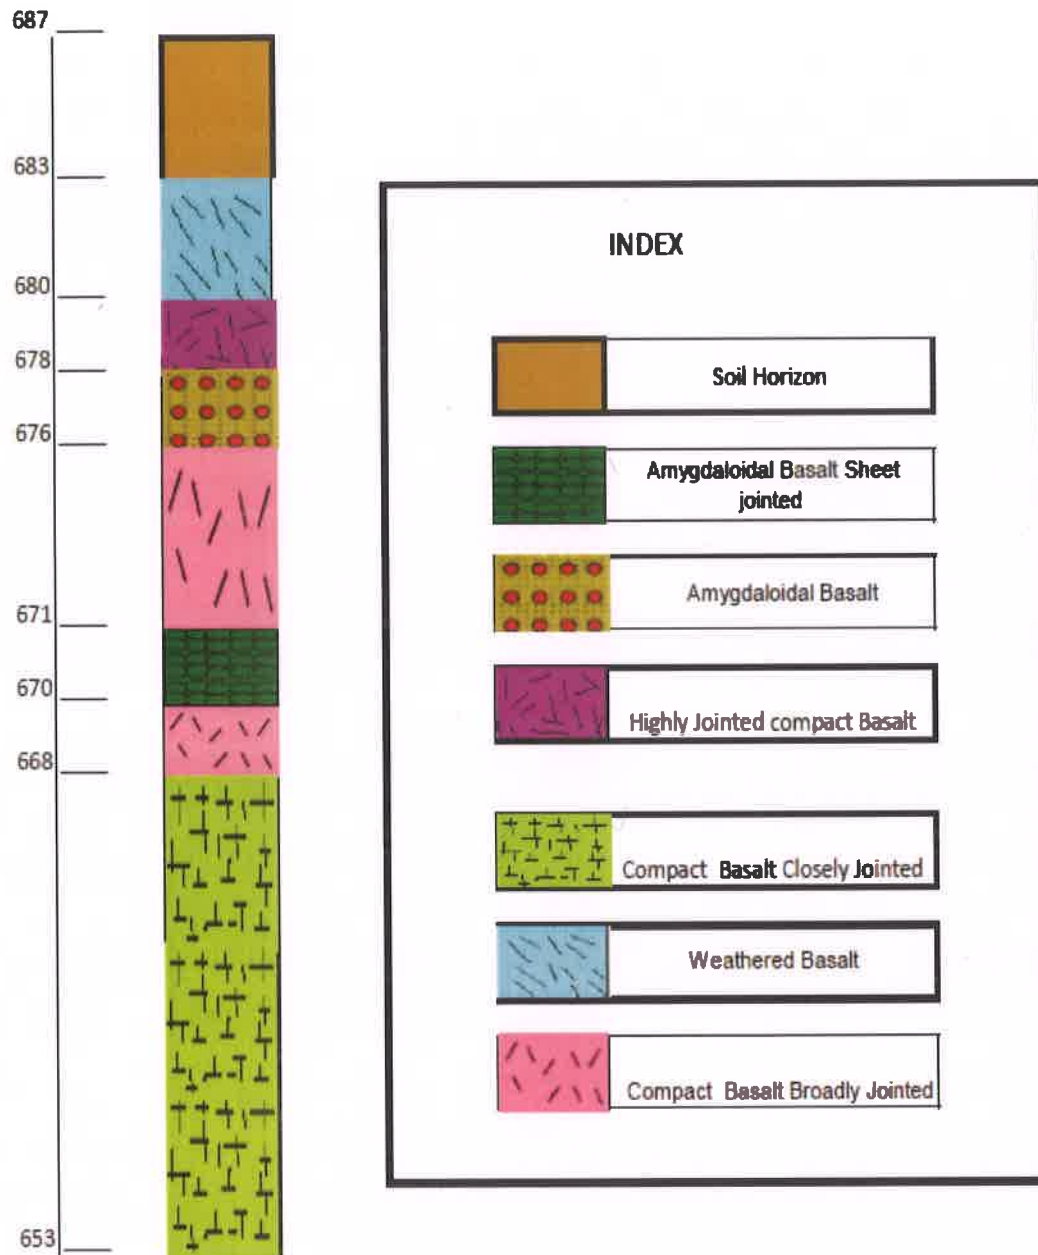 687
683
680
678
676
671
670
668
653
INDEX
Soil Horizon
Amygdaloidal Basalt Sheet
jointed
Amygdaloidal Basalt
Highly Jointed compact Basalt
Compact Basalt Closely Jointed
Weathered Basalt
Compact Basalt Broadly Jointed